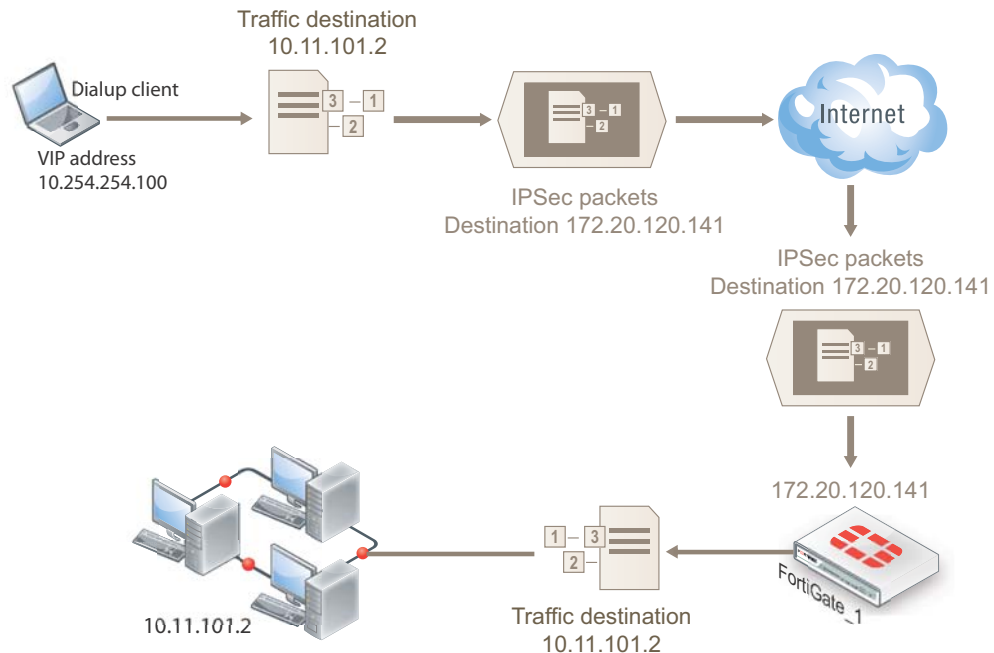 Traffic destination
10.11.101.2
Dialup client
VIP address
10.254.254.100
3 – 1
– 2
3 – 1
– 2
Internet
IPSec packets
Destination 172.20.120.141
IPSec packets
Destination 172.20.120.141
3 – 1
– 2
172.20.120.141
1 – 3
2 –
FortiGate_1
10.11.101.2
Traffic destination
10.11.101.2